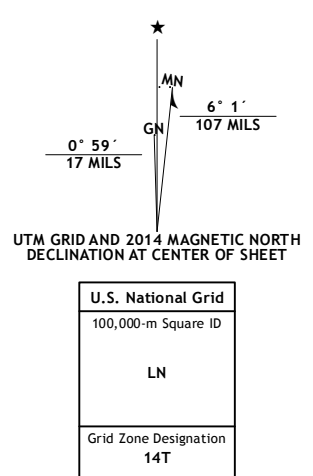 ★
MN
6° 1´
107 MILS
GN
0° 59´
17 MILS
UTM GRID AND 2014 MAGNETIC NORTH
DECLINATION AT CENTER OF SHEET
U.S. National Grid
100,000-m Square ID
LN
Grid Zone Designation
14T